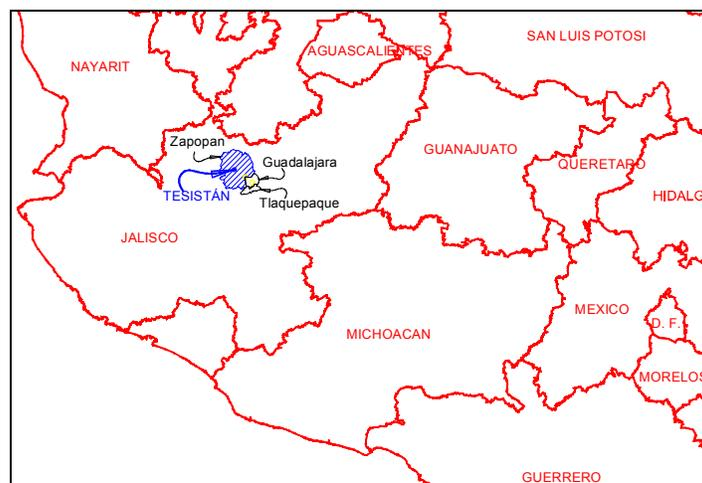 SAN LUIS POTOSI
AGUASCALIENTES
NAYARIT
Zapopan
GUANAJUATO
Guadalajara
QUERETARO
TESISTÁN
HIDALG
Tlaquepaque
JALISCO
MEXICO
D. F.
MICHOACAN
MORELOS
GUERRERO